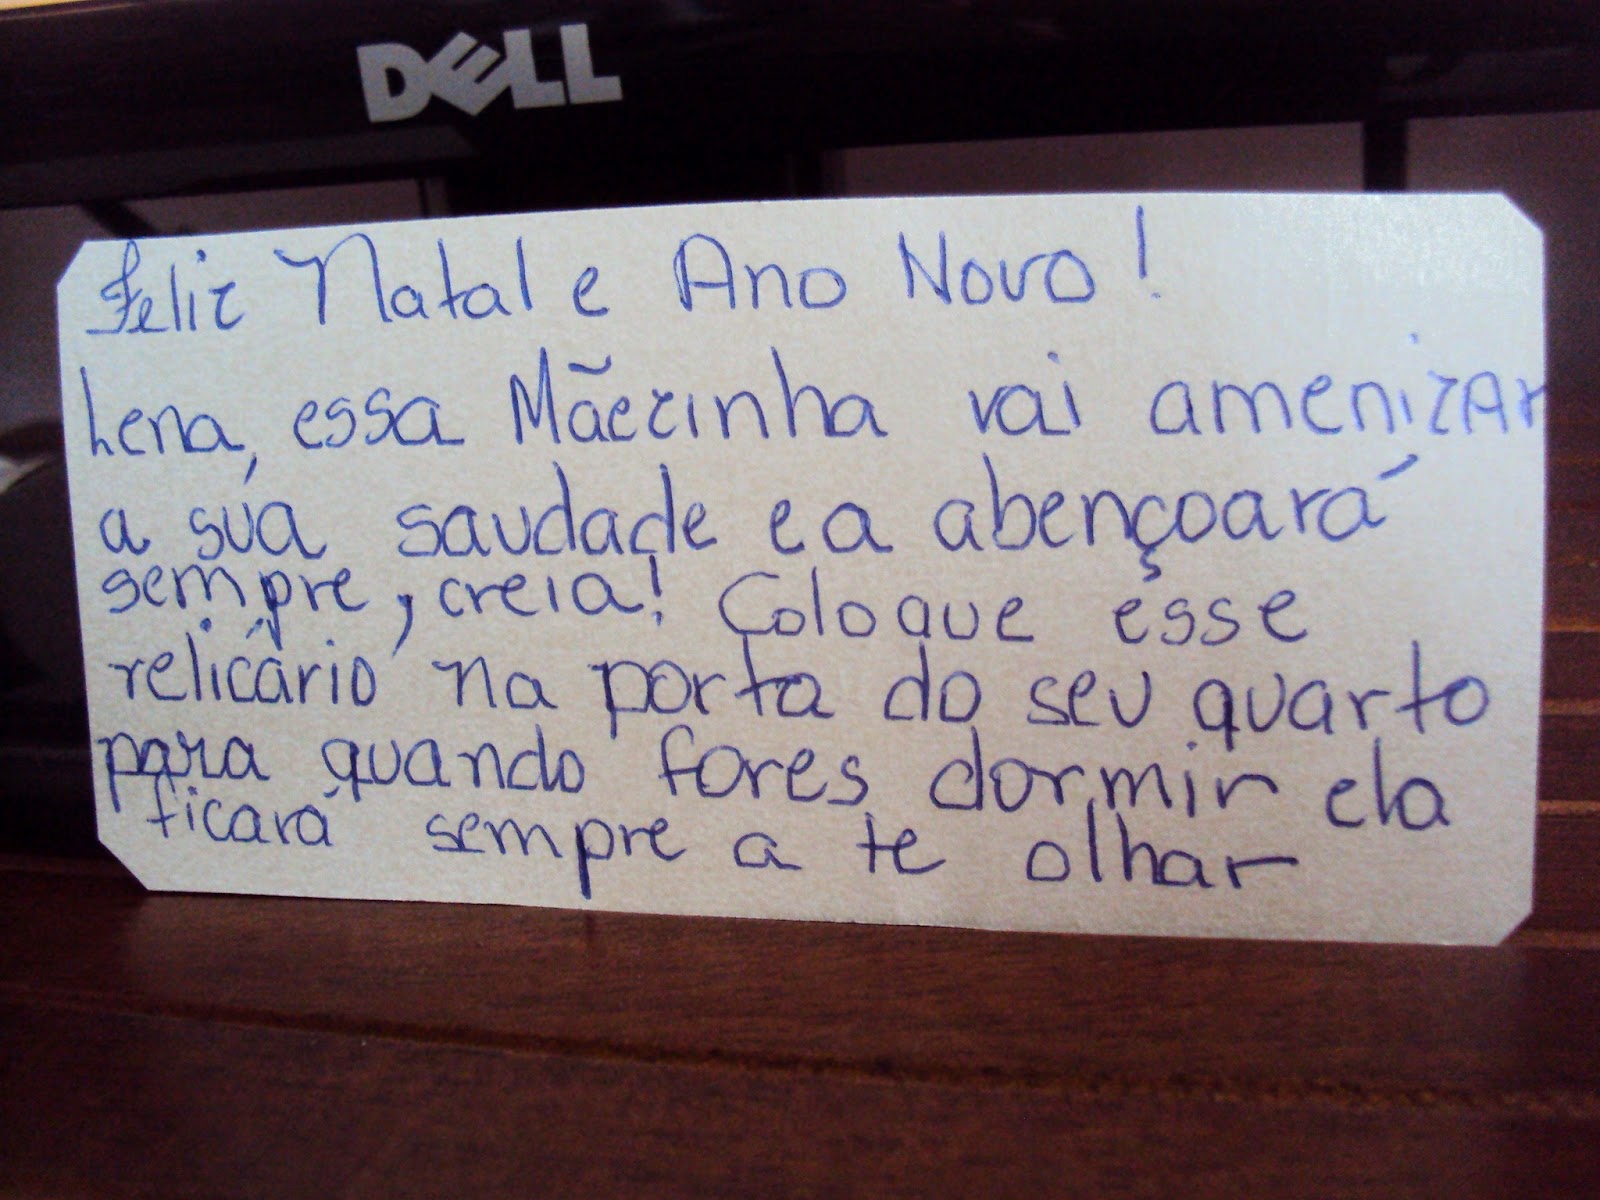 DELL
Feliz Natal e Ano Novo!
Lena, essa Mãezinha vai amenizar
a sua saudade e a abençoará
sempre, creia! Coloque esse
relicário na porta do seu quarto
para quando fores dormir ela
ficará sempre a te olhar